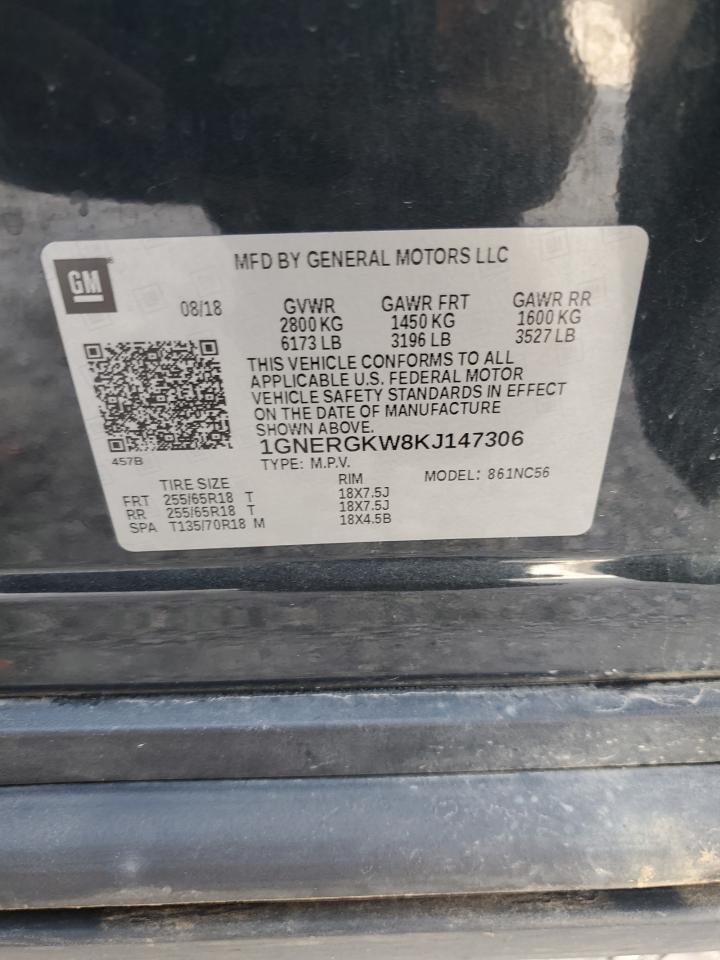 MFD BY GENERAL MOTORS LLC
GM
08/18
GVWR GAWR FRT GAWR RR
2800 KG 1450 KG 1600 KG
6173 LB 3196 LB 3527 LB
THIS VEHICLE CONFORMS TO ALL
APPLICABLE U.S. FEDERAL MOTOR
VEHICLE SAFETY STANDARDS IN EFFECT
ON THE DATE OF MANUFACTURE
SHOWN ABOVE.
1GNERGKW8KJ147306
457B
TYPE: M.P.V. MODEL: 861NC56
TIRE SIZE RIM
FRT 255/65R18 T 18X7.5J
RR 255/65R18 T 18X7.5J
SPA T135/70R18 M 18X4.5B